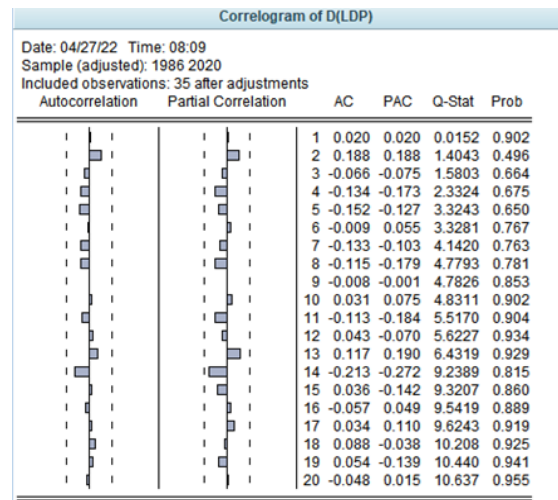 Correlogram of D(LDP)
Date: 04/27/22 Time: 08:09
Sample (adjusted): 1986 2020
Included observations: 35 after adjustments
Autocorrelation Partial Correlation AC PAC Q-Stat Prob
1 0.020 0.020 0.0152 0.902
2 0.188 0.188 1.4043 0.496
3 -0.066 -0.075 1.5803 0.664
4 -0.134 -0.173 2.3324 0.675
5 -0.152 -0.127 3.3243 0.650
6 -0.009 0.055 3.3281 0.767
7 -0.133 -0.103 4.1420 0.763
8 -0.115 -0.179 4.7793 0.781
9 -0.008 -0.001 4.7826 0.853
10 0.031 0.075 4.8311 0.902
11 -0.113 -0.184 5.5170 0.904
12 0.043 -0.070 5.6227 0.934
13 0.117 0.190 6.4319 0.929
14 -0.213 -0.272 9.2389 0.815
15 0.036 -0.142 9.3207 0.860
16 -0.057 0.049 9.5419 0.889
17 0.034 0.110 9.6243 0.919
18 0.088 -0.038 10.208 0.925
19 0.054 -0.139 10.440 0.941
20 -0.048 0.015 10.637 0.955